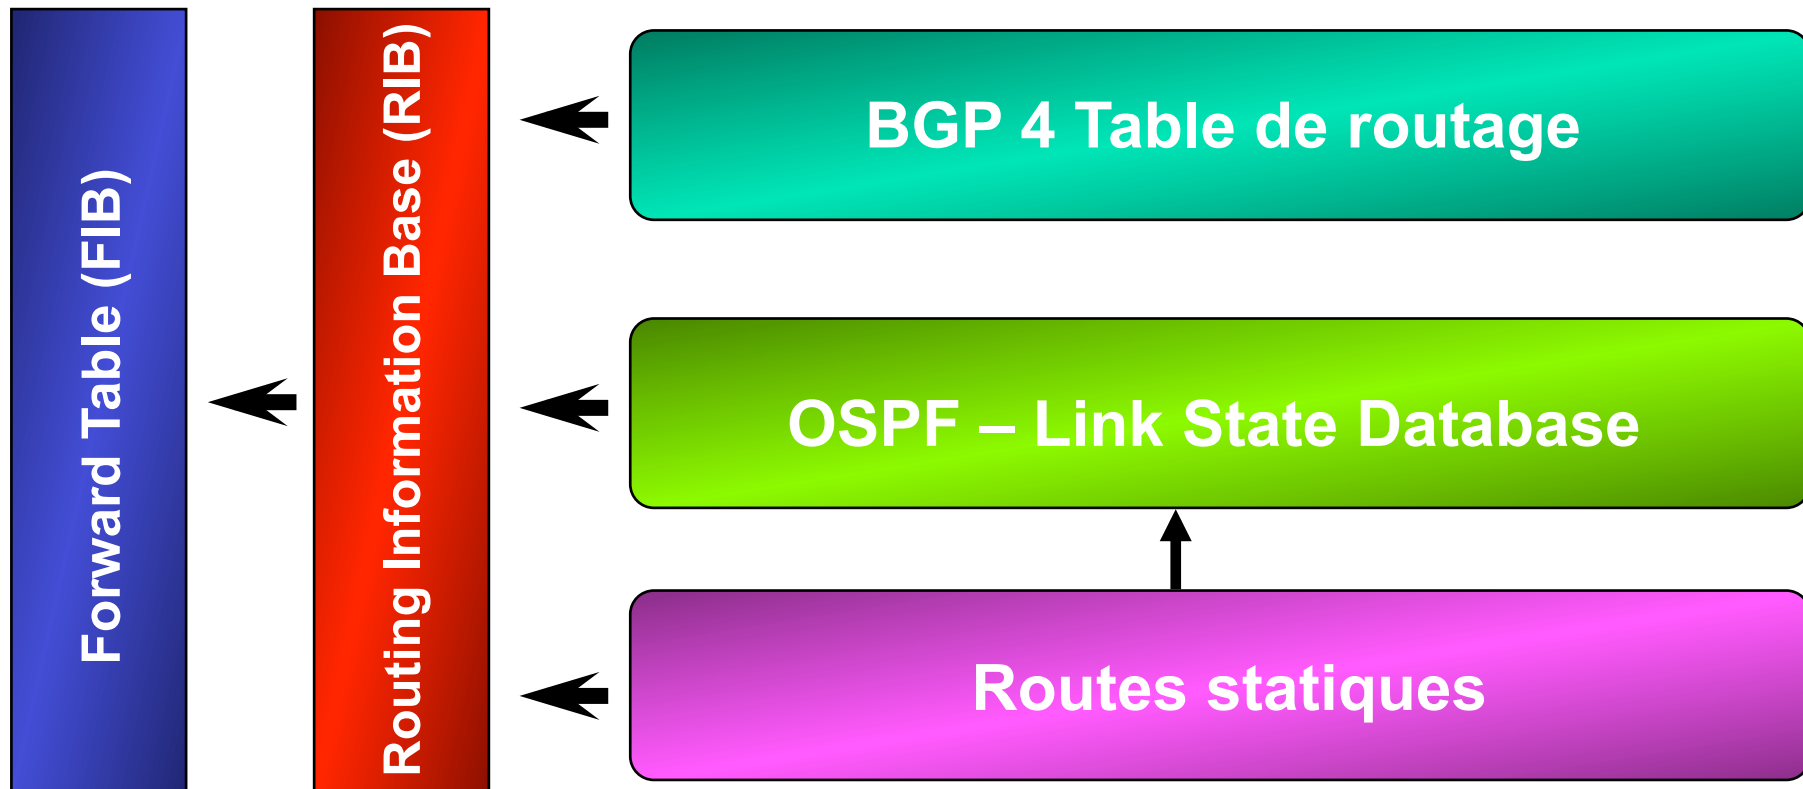 Forward Table (FIB)
Routing Information Base (RIB)
BGP 4 Table de routage
OSPF – Link State Database
Routes statiques